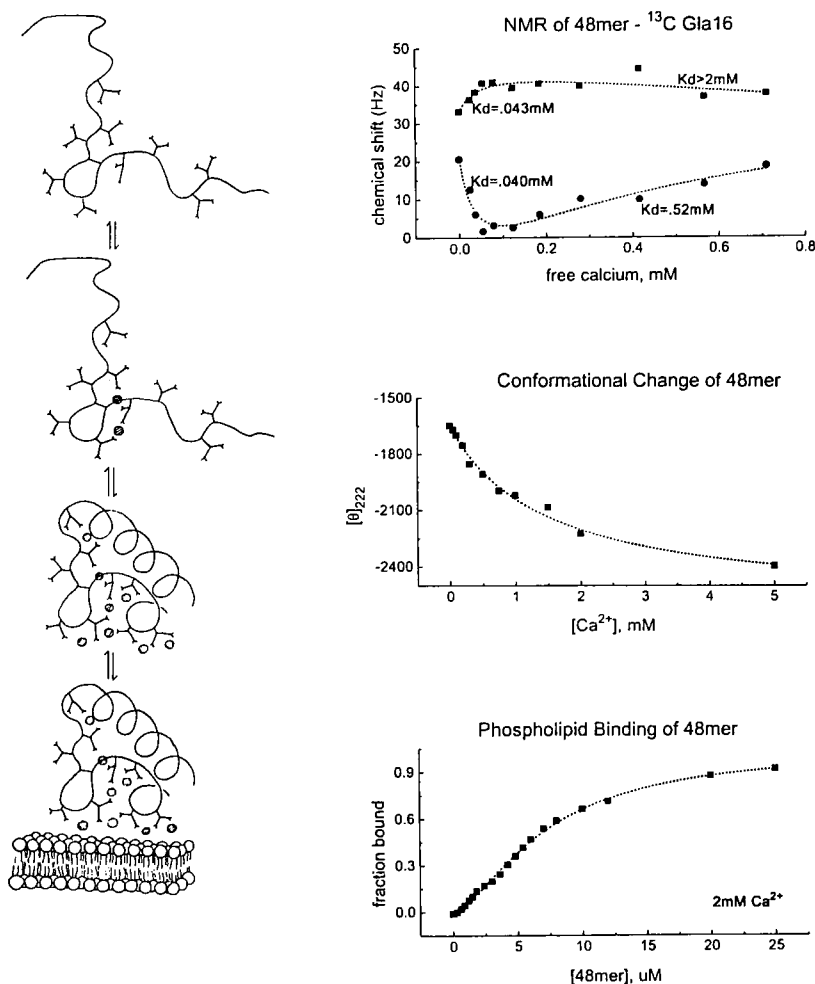 NMR of 48mer - ¹³C Gla16
50
40
30
20
10
0
chemical shift (Hz)
Kd>2mM
Kd=.043mM
Kd=.040mM
Kd=.52mM
0.0 0.2 0.4 0.6 0.8
free calcium, mM
Conformational Change of 48mer
-1500
-1800
-2100
-2400
[θ]₂₂₂
0 1 2 3 4 5
[Ca²⁺], mM
Phospholipid Binding of 48mer
0.9
0.6
0.3
0.0
fraction bound
2mM Ca²⁺
0 5 10 15 20 25
[48mer], uM